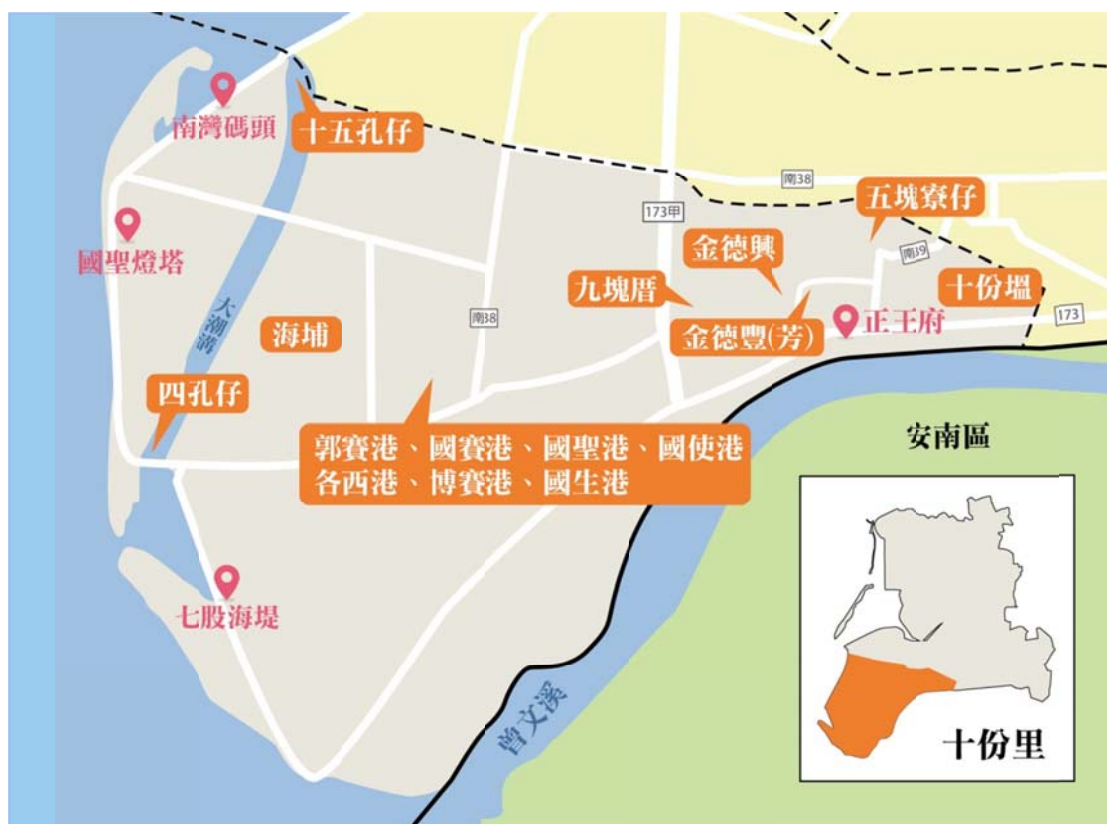 南灣碼頭
十五孔仔
南38
五塊寮仔
173甲
國聖燈塔
金德興
南39
九塊厝
十份塭
大潮溝
海埔
南38
金德豐(芳)
正王府
173
四孔仔
郭賽港、國賽港、國聖港、國使港
各西港、博賽港、國生港
安南區
七股海堤
曾文溪
十份里